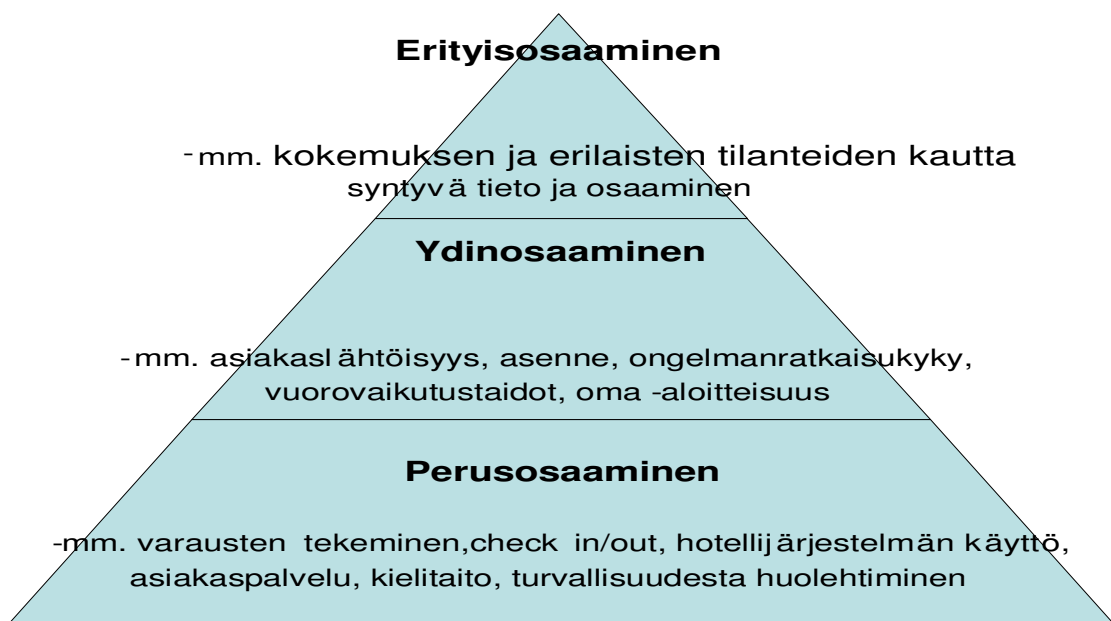 Erityisosaaminen
-mm. kokemuksen ja erilaisten tilanteiden kautta
syntyvä tieto ja osaaminen
Ydinosaaminen
-mm. asiakaslähtöisyys, asenne, ongelmanratkaisukyky,
vuorovaikutustaidot, oma -aloitteisuus
Perusosaaminen
-mm. varausten tekeminen,check in/out, hotellijärjestelmän käyttö,
asiakaspalvelu, kielitaito, turvallisuudesta huolehtiminen